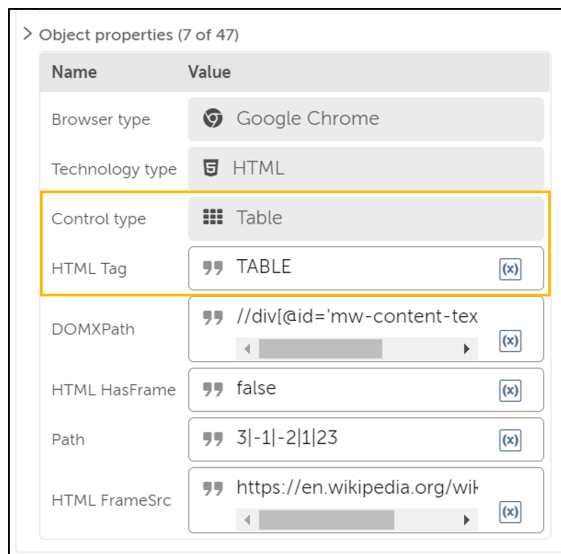 Object properties (7 of 47)
Name Value
Browser type Google Chrome
Technology type HTML
Control type Table
HTML Tag TABLE (x)
DOMXPath //div[@id='mw-content-tex (x)
HTML HasFrame false (x)
Path 3|-1|-2|1|23 (x)
HTML FrameSrc https://en.wikipedia.org/wik (x)